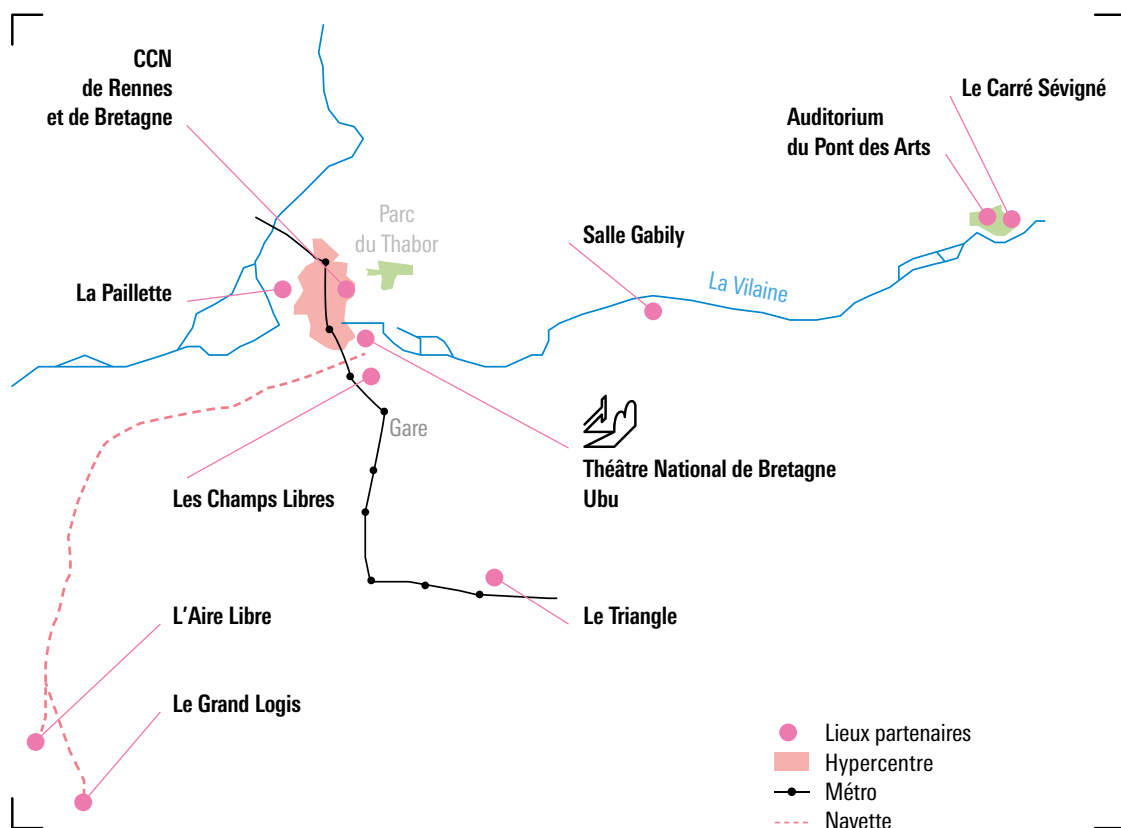 CCN
de Rennes
et de Bretagne
Le Carré Sévigné
Auditorium
du Pont des Arts
Parc
du Thabor
Salle Gabily
La Paillette
La Vilaine
Gare
Théâtre National de Bretagne
Ubu
Les Champs Libres
L'Aire Libre
Le Triangle
Le Grand Logis
Lieux partenaires
Hypercentre
Métro
Navette